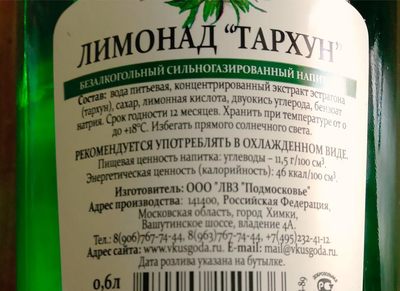 ЛИМОНАД "ТАРХУН"
БЕЗАЛКОГОЛЬНЫЙ СИЛЬНОГАЗИРОВАННЫЙ НАПИТОК
Состав: вода питьевая, концентрированный экстракт эстрагона
(тархун), сахар, лимонная кислота, двуокись углерода, бензоат
натрия. Срок годности 12 месяцев. Хранить при температуре от 0
до +18°С. Избегать прямого солнечного света.
РЕКОМЕНДУЕТСЯ УПОТРЕБЛЯТЬ В ОХЛАЖДЕННОМ ВИДЕ.
Пищевая ценность напитка: углеводы – 11,5 г/100 см³.
Энергетическая ценность (калорийность): 46 ккал/100 см³
Изготовитель: ООО "ЛВЗ "Подмосковье"
Адрес производства: 141400, Российская Федерация,
Московская область, город Химки,
Вашутинское шоссе, владение 4А.
Тел.: 8(906)767-74-44, 8(963)767-74-44, +7(495)232-41-12.
Адрес сайта: www.vkusgoda.ru. E-mail: mail@vkusgoda.ru.
Дата розлива указана на бутылке.
0,6л